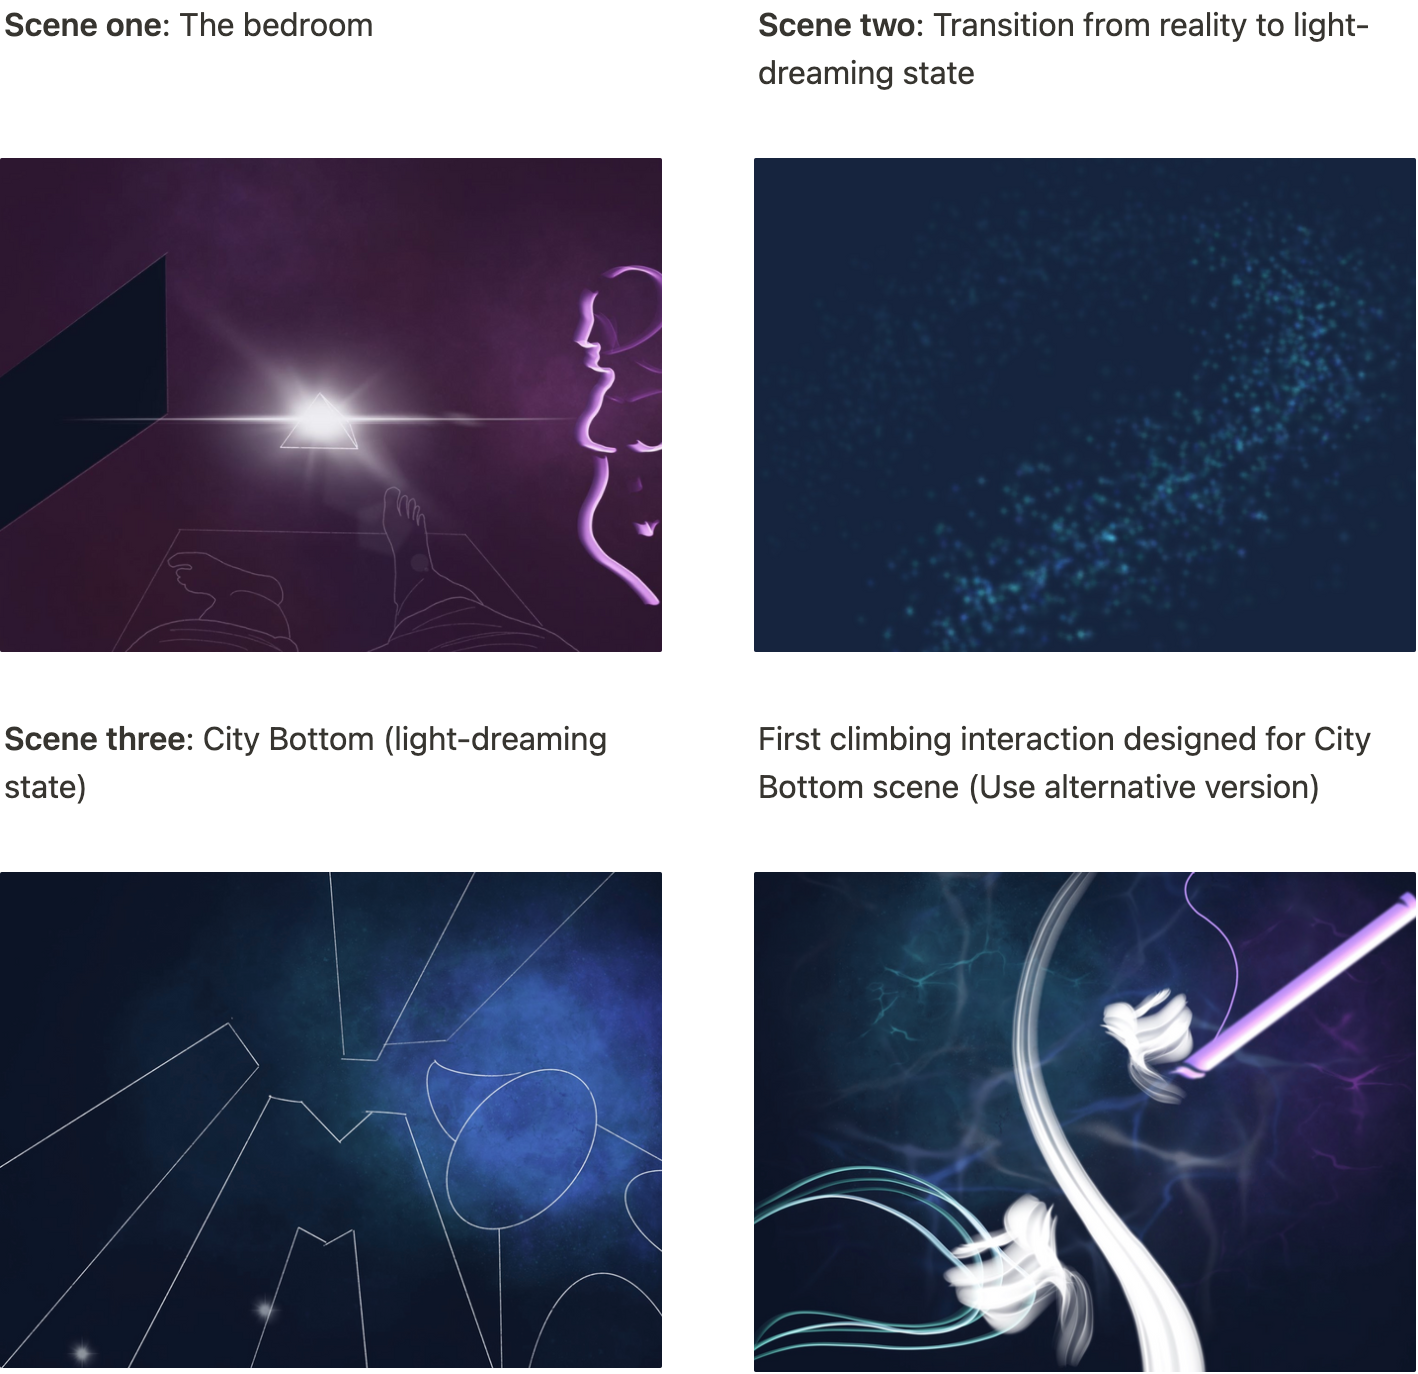 Scene one: The bedroom
Scene two: Transition from reality to light-
dreaming state
Scene three: City Bottom (light-dreaming
state)
First climbing interaction designed for City
Bottom scene (Use alternative version)